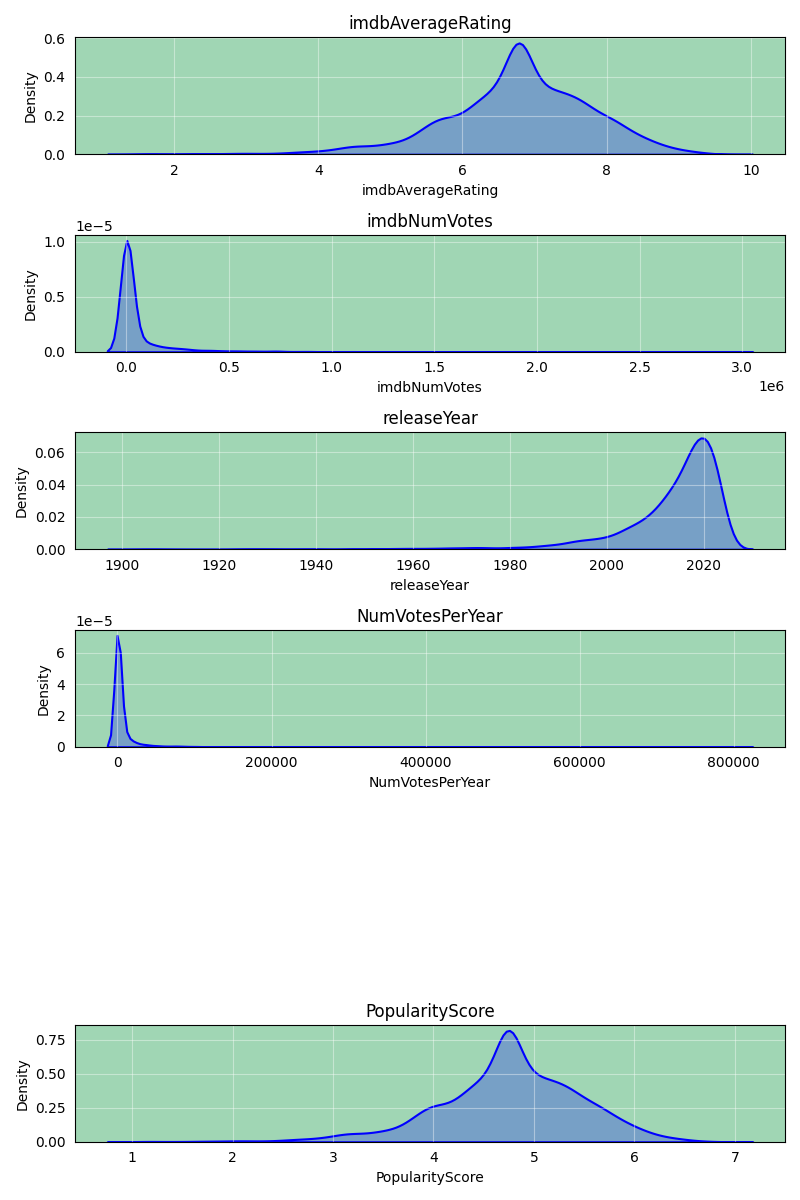 imdbAverageRating
0.6
0.4
0.2
0.0
Density
2 4 6 8 10
imdbAverageRating
imdbNumVotes
1e−5
1.0
0.5
0.0
Density
0.0 0.5 1.0 1.5 2.0 2.5 3.0
1e6
imdbNumVotes
releaseYear
0.06
0.04
0.02
0.00
Density
1900 1920 1940 1960 1980 2000 2020
releaseYear
NumVotesPerYear
1e−5
6
4
2
0
Density
0 200000 400000 600000 800000
NumVotesPerYear
PopularityScore
0.75
0.50
0.25
0.00
Density
1 2 3 4 5 6 7
PopularityScore